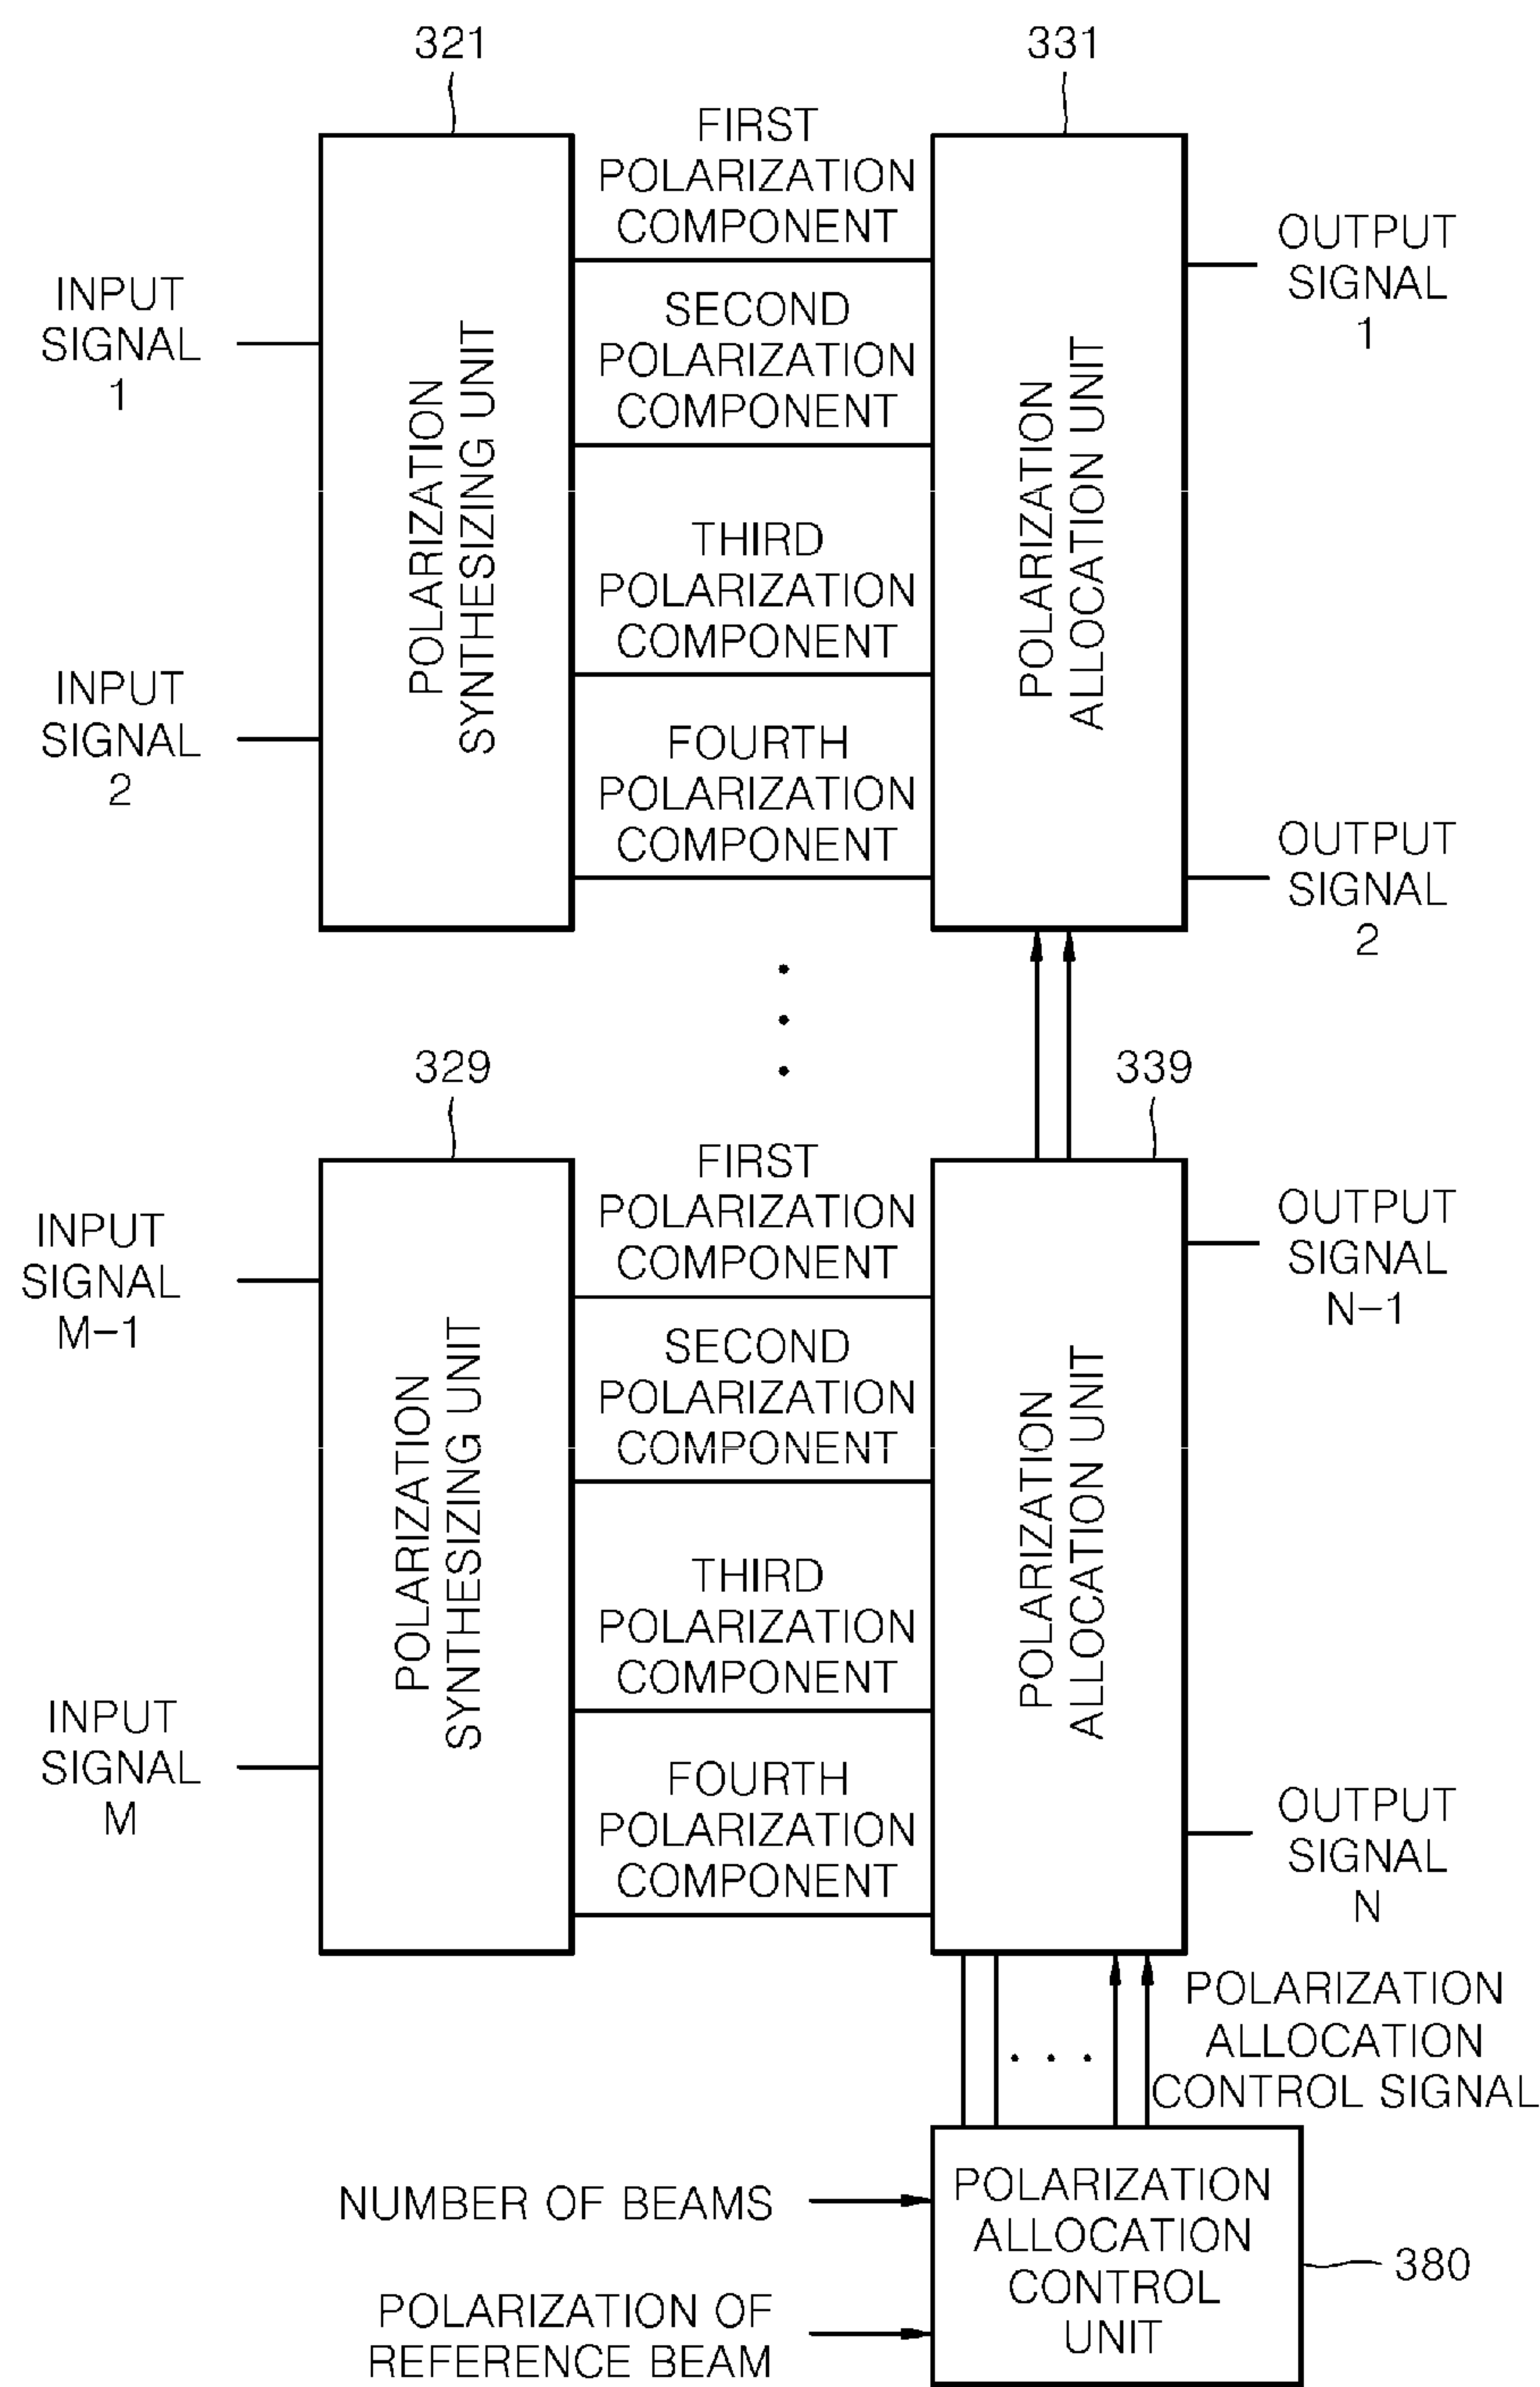 321
331
FIRST
POLARIZATION
COMPONENT
INPUT
SIGNAL
1
POLARIZATION
SYNTHESIZING UNIT
SECOND
POLARIZATION
COMPONENT
POLARIZATION
ALLOCATION UNIT
OUTPUT
SIGNAL
1
THIRD
POLARIZATION
COMPONENT
INPUT
SIGNAL
2
FOURTH
POLARIZATION
COMPONENT
OUTPUT
SIGNAL
2
329
339
FIRST
POLARIZATION
COMPONENT
INPUT
SIGNAL
M-1
OUTPUT
SIGNAL
N-1
POLARIZATION
SYNTHESIZING UNIT
SECOND
POLARIZATION
COMPONENT
POLARIZATION
ALLOCATION UNIT
THIRD
POLARIZATION
COMPONENT
INPUT
SIGNAL
M
FOURTH
POLARIZATION
COMPONENT
OUTPUT
SIGNAL
N
POLARIZATION
ALLOCATION
CONTROL SIGNAL
NUMBER OF BEAMS
POLARIZATION OF
REFERENCE BEAM
POLARIZATION
ALLOCATION
CONTROL
UNIT
380